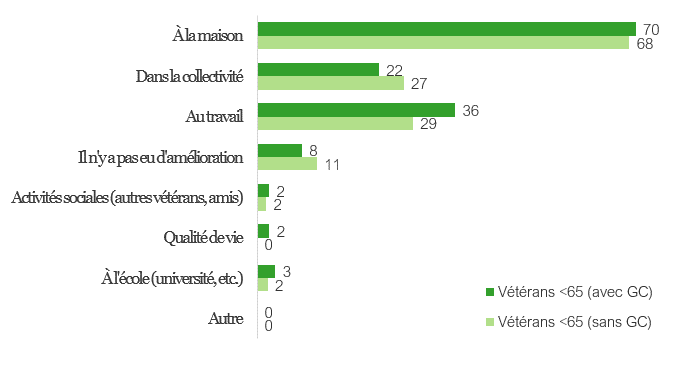 À la maison
70
68
Dans la collectivité
22
27
Au travail
36
29
Il n'y a pas eu d'amélioration
8
11
Activités sociales (autres vétérans, amis)
2
2
Qualité de vie
2
0
À l'école (université, etc.)
3
2
Autre
0
0
Vétérans <65 (avec GC)
Vétérans <65 (sans GC)